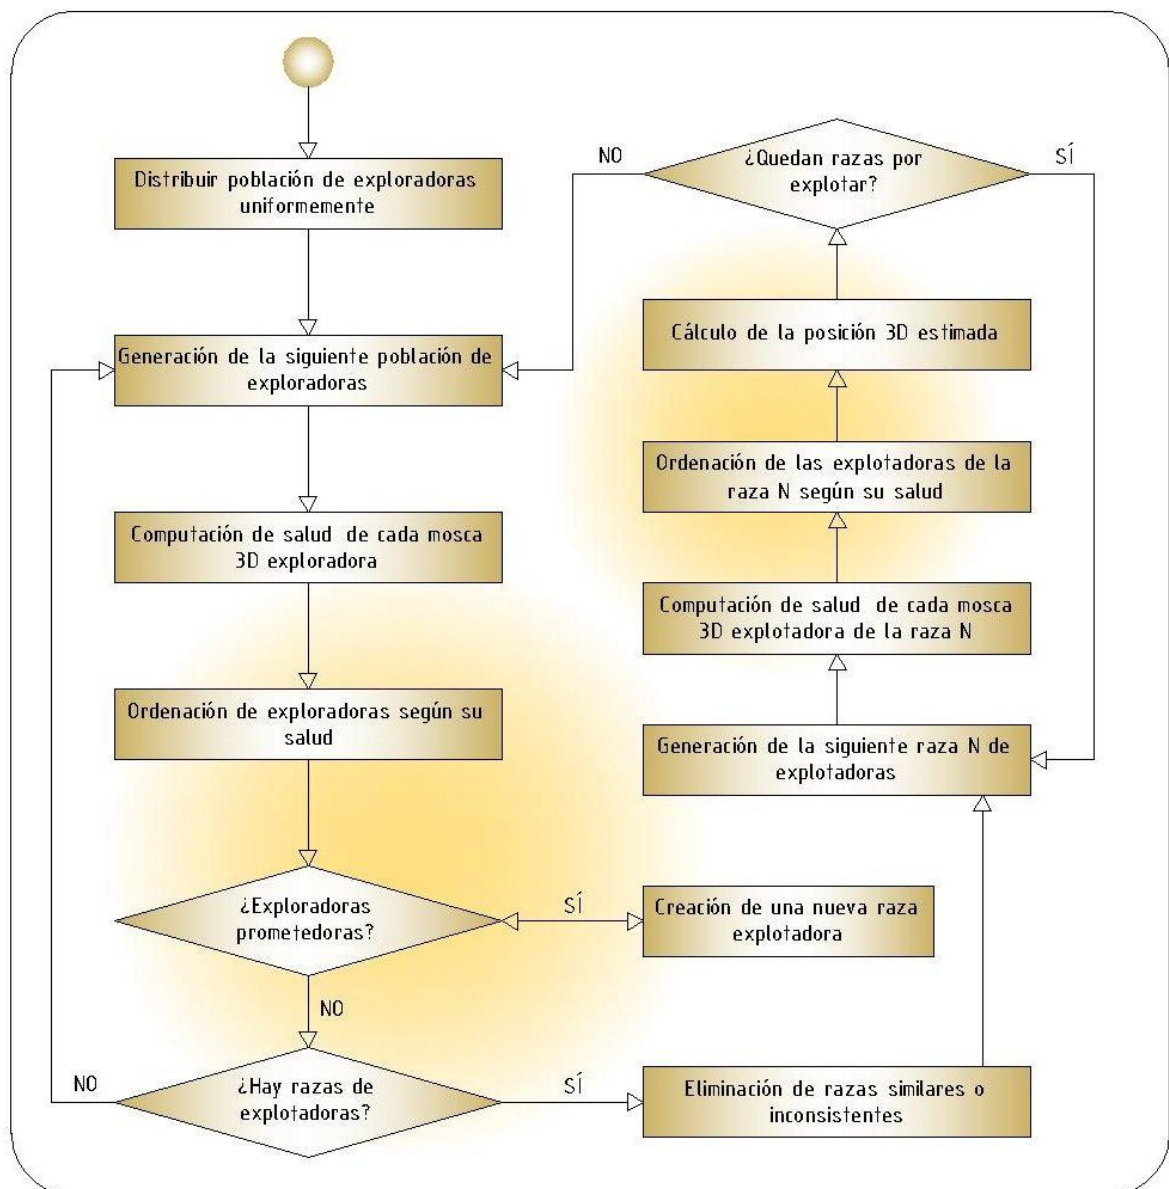 Distribuir población de exploradoras
uniformemente
Generación de la siguiente población de
exploradoras
Computación de salud de cada mosca
3D exploradora
Ordenación de exploradoras según su
salud
¿Exploradoras
prometedoras?
SÍ
Creación de una nueva raza
explotadora
NO
¿Hay razas de
explotadoras?
NO
SÍ
Eliminación de razas similares o
inconsistentes
Generación de la siguiente raza N de
explotadoras
Computación de salud de cada mosca
3D explotadora de la raza N
Ordenación de las explotadoras de la
raza N según su salud
Cálculo de la posición 3D estimada
¿Quedan razas por
explotar?
NO
SÍ